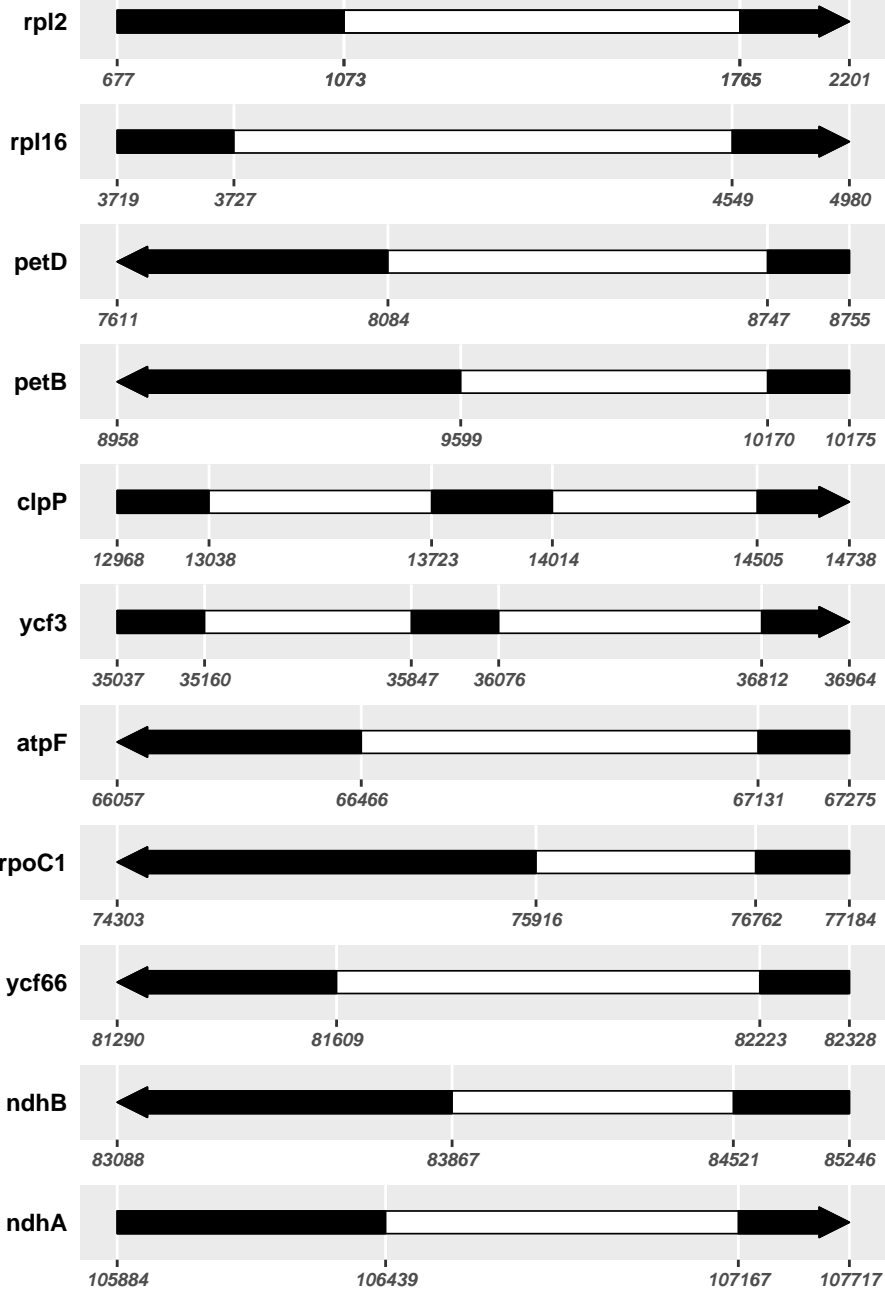 rpl2
677 1073 1765 2201
rpl16
3719 3727 4549 4980
petD
7611 8084 8747 8755
petB
8958 9599 10170 10175
clpP
12968 13038 13723 14014 14505 14738
ycf3
35037 35160 35847 36076 36812 36964
atpF
66057 66466 67131 67275
rpoC1
74303 75916 76762 77184
ycf66
81290 81609 82223 82328
ndhB
83088 83867 84521 85246
ndhA
105884 106439 107167 107717